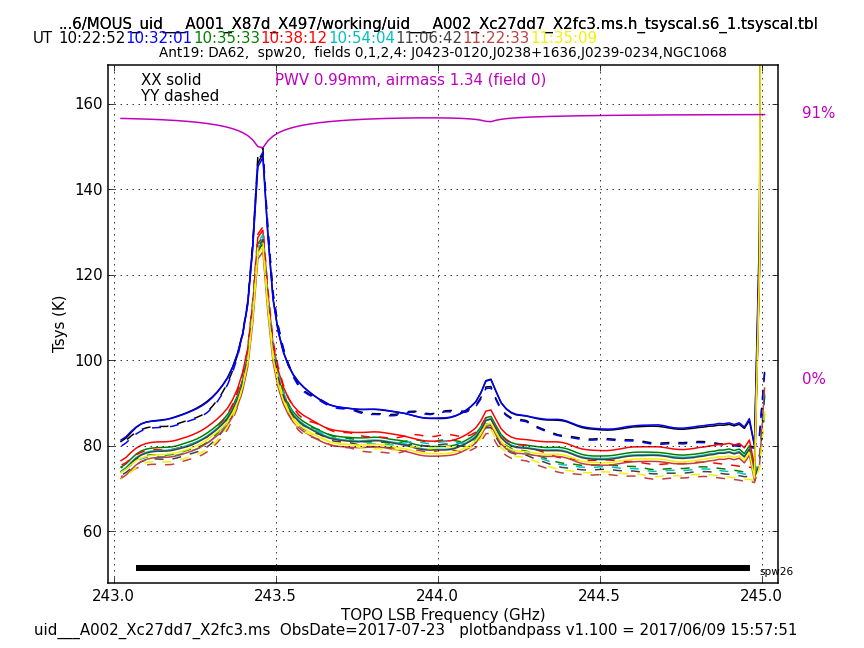 ...6/MOUS_uid___A001_X87d_X497/working/uid___A002_Xc27dd7_X2fc3.ms.h_tsyscal.s6_1.tsyscal.tbl
UT 10:22:52 10:32:01 10:35:33 10:38:12 10:54:04 11:06:42 11:22:33 11:35:09
Ant19: DA62, spw20, fields 0,1,2,4: J0423-0120,J0238+1636,J0239-0234,NGC1068
XX solid PWV 0.99mm, airmass 1.34 (field 0)
YY dashed
160
91%
140
120
Tsys (K)
100
0%
80
60
spw26
243.0 243.5 244.0 244.5 245.0
TOPO LSB Frequency (GHz)
uid___A002_Xc27dd7_X2fc3.ms ObsDate=2017-07-23 plotbandpass v1.100 = 2017/06/09 15:57:51